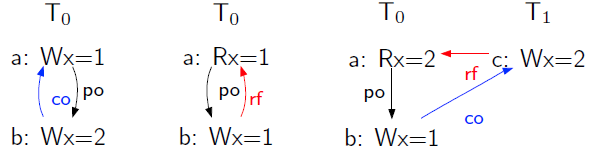 T0 T0 T0 T1
a: Wx=1 a: Rx=1 a: Rx=2 c: Wx=2
co po po rf po rf
co
b: Wx=2 b: Wx=1 b: Wx=1